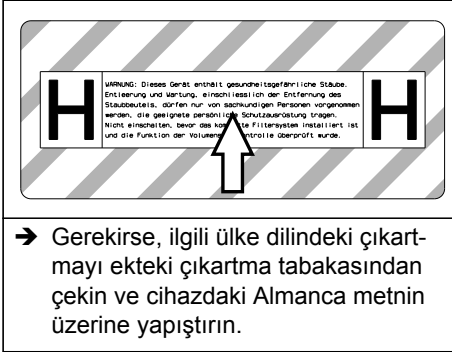 H
WARNUNG: Dieses Gerät enthält gesundheitsgefährliche Stäube.
Entleerung und Wartung, einschliesslich der Entfernung des
Staubbeutels, dürfen nur von sachkundigen Personen vorgenommen
werden, die geeignete persönliche Schutzausrüstung tragen.
Nicht einschalten, bevor das Filtersystem installiert ist
und die Funktion der überprüft wurde.
H
➔ Gerekirse, ilgili ülke dilindeki çıkart-
mayı ekteki çıkartma tabakasından
çekin ve cihazdaki Almanca metnin
üzerine yapıştırın.